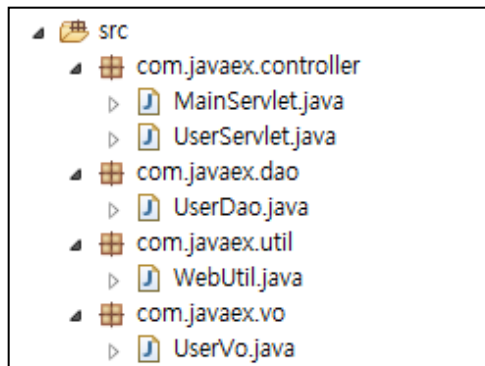 src
com.javaex.controller
MainServlet.java
UserServlet.java
com.javaex.dao
UserDao.java
com.javaex.util
WebUtil.java
com.javaex.vo
UserVo.java